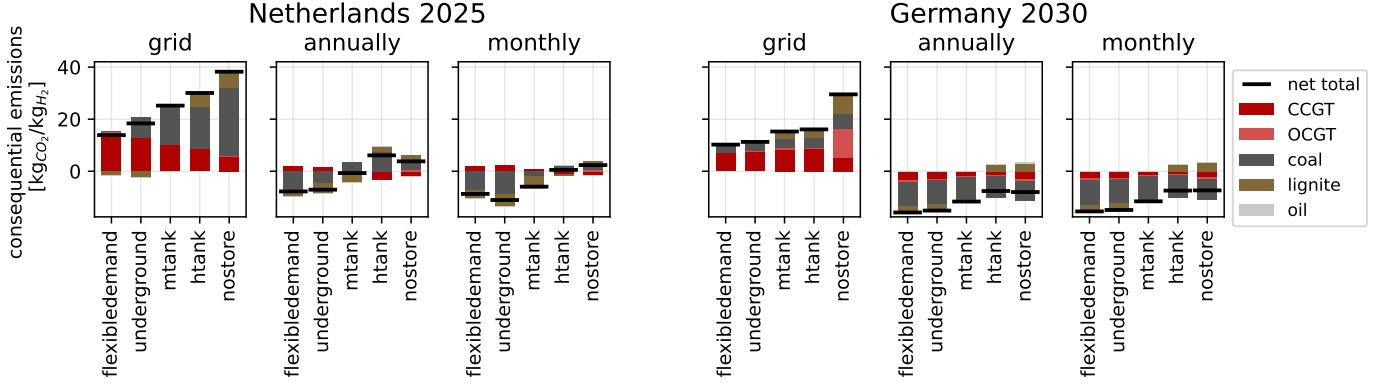 Netherlands 2025
Germany 2030
grid
annually
monthly
grid
annually
monthly
consequential emissions
[kgCO2/kgH2]
40
20
0
flexibledemand
underground
mtank
htank
nostore
flexibledemand
underground
mtank
htank
nostore
flexibledemand
underground
mtank
htank
nostore
flexibledemand
underground
mtank
htank
nostore
flexibledemand
underground
mtank
htank
nostore
flexibledemand
underground
mtank
htank
nostore
net total
CCGT
OCGT
coal
lignite
oil